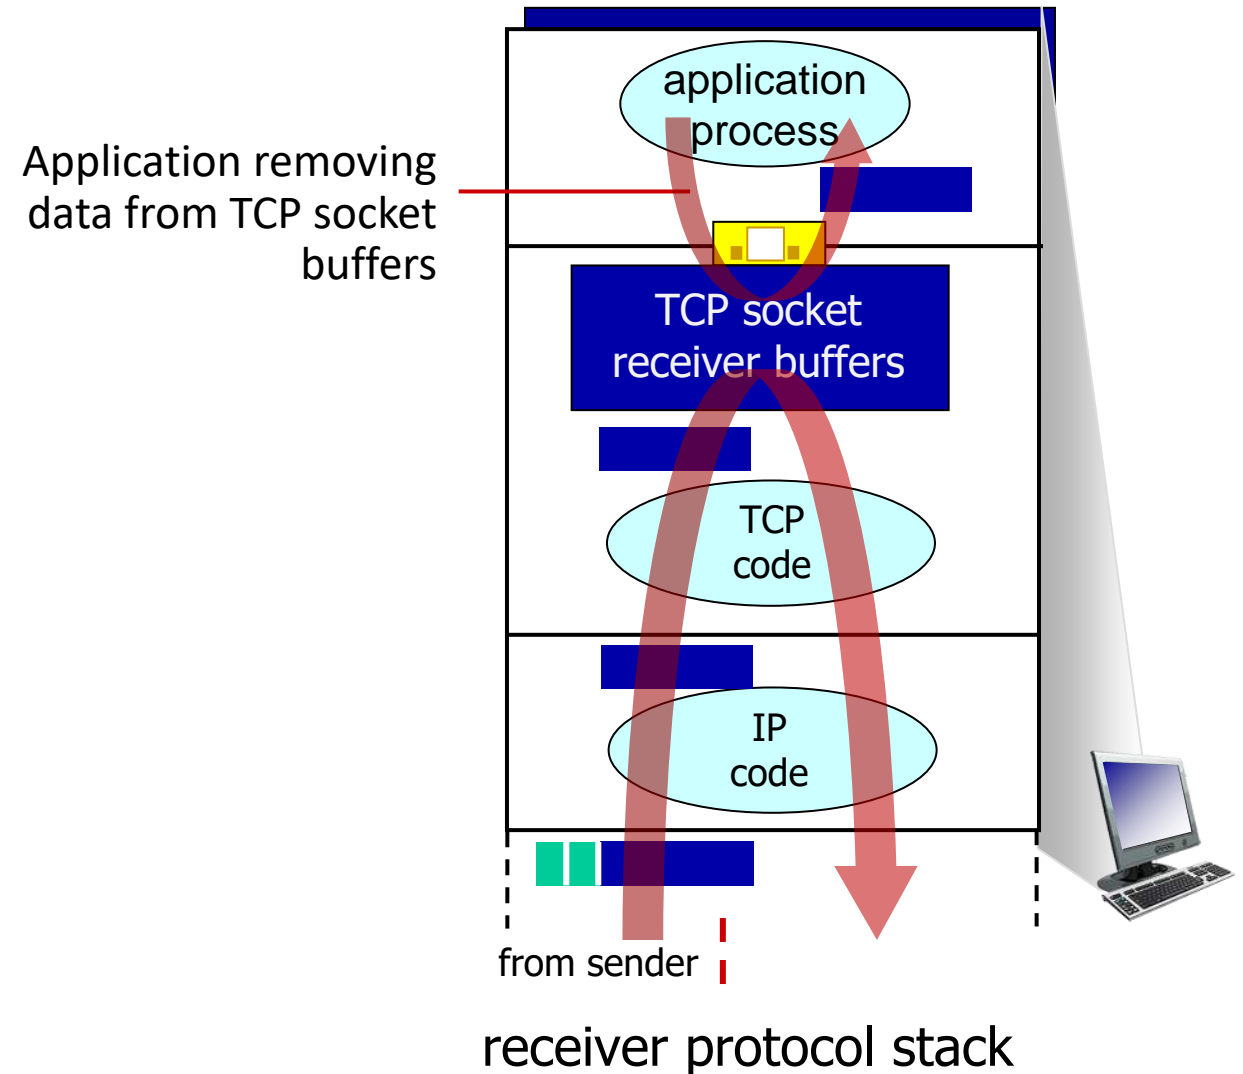 application
process
Application removing
data from TCP socket
buffers
TCP socket
receiver buffers
TCP
code
IP
code
from sender
receiver protocol stack